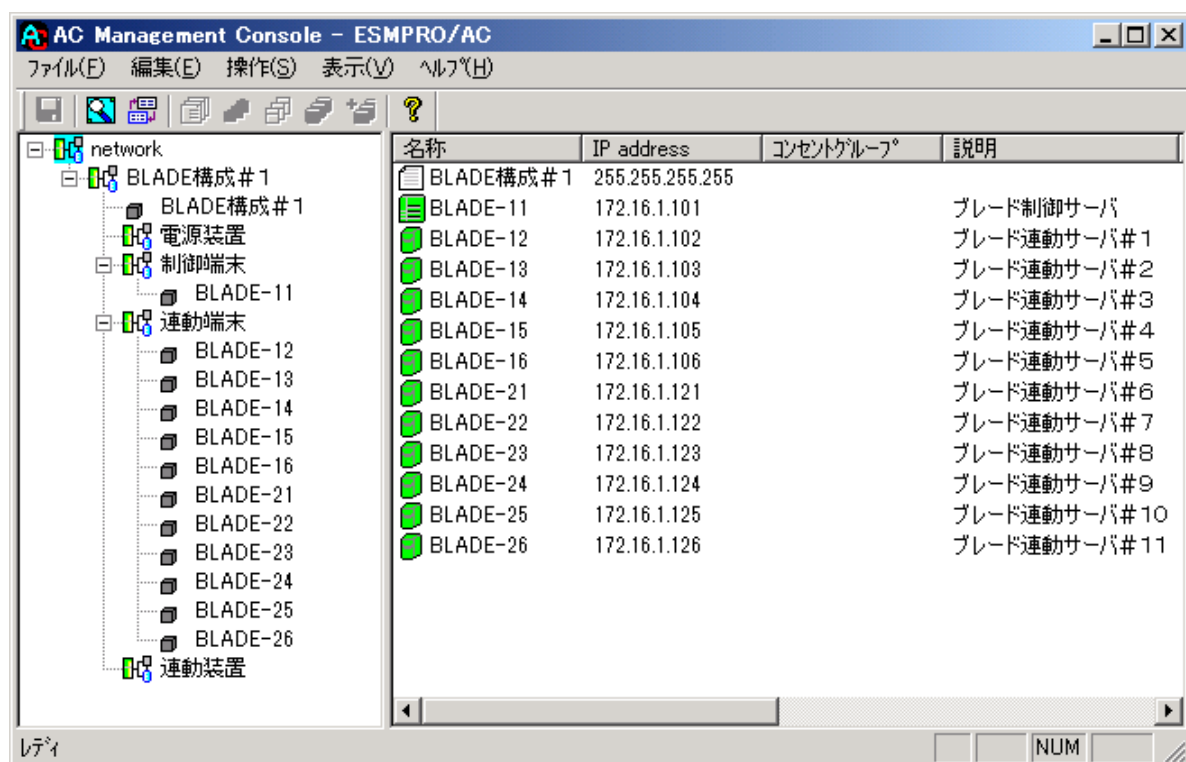 AC Management Console - ESMPRO/AC
ファイル(F) 編集(E) 操作(S) 表示(V) ヘルプ(H)
network
BLADE構成#1
BLADE構成#1
電源装置
制御端末
BLADE-11
連動端末
BLADE-12
BLADE-13
BLADE-14
BLADE-15
BLADE-16
BLADE-21
BLADE-22
BLADE-23
BLADE-24
BLADE-25
BLADE-26
連動装置
名称 IP address コンセントグループ 説明
BLADE構成#1 255.255.255.255
BLADE-11 172.16.1.101 ブレード制御サーバ
BLADE-12 172.16.1.102 ブレード連動サーバ#1
BLADE-13 172.16.1.103 ブレード連動サーバ#2
BLADE-14 172.16.1.104 ブレード連動サーバ#3
BLADE-15 172.16.1.105 ブレード連動サーバ#4
BLADE-16 172.16.1.106 ブレード連動サーバ#5
BLADE-21 172.16.1.121 ブレード連動サーバ#6
BLADE-22 172.16.1.122 ブレード連動サーバ#7
BLADE-23 172.16.1.123 ブレード連動サーバ#8
BLADE-24 172.16.1.124 ブレード連動サーバ#9
BLADE-25 172.16.1.125 ブレード連動サーバ#10
BLADE-26 172.16.1.126 ブレード連動サーバ#11
レディ NUM